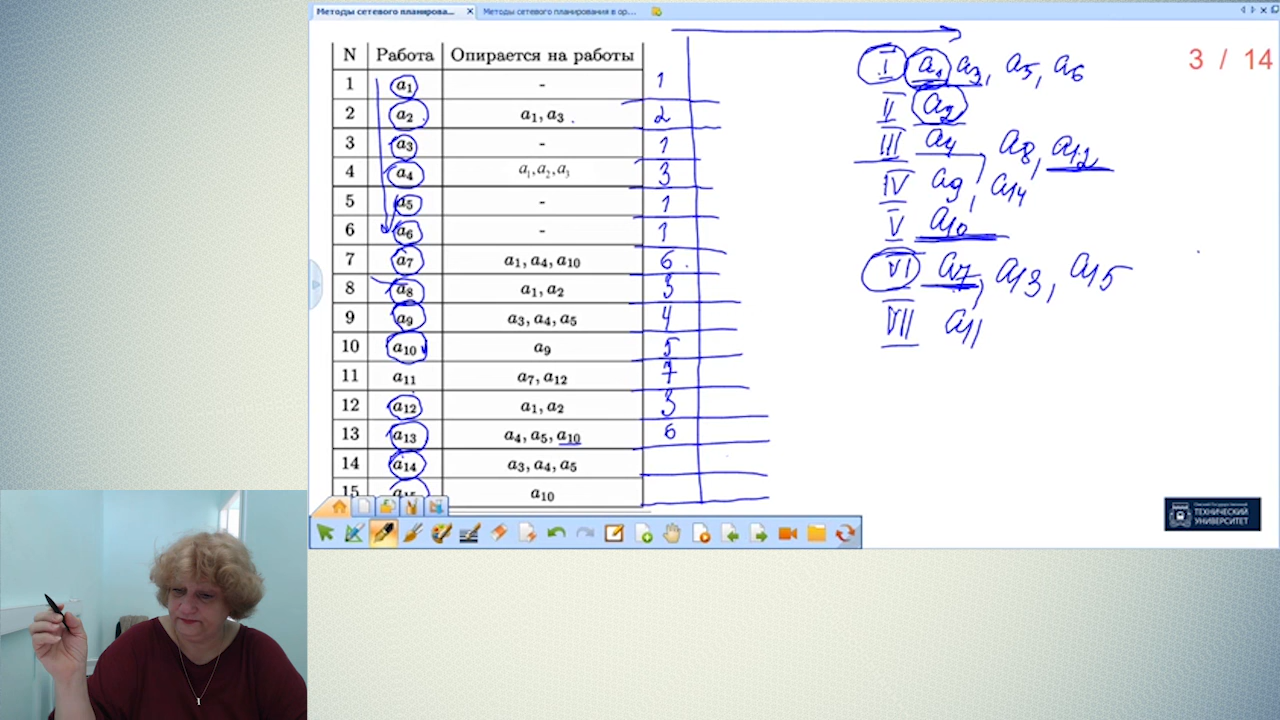 Методы сетевого планирова... × Методы сетевого планирования в ор...
3 / 14
N Работа Опирается на работы
1 a1 - 1
2 a2 a1, a3 . 2
3 a3 - 1
4 a4 a1, a2, a3 3
5 a5 - 1
6 a6 - 1
7 a7 a1, a4, a10 6
8 a8 a1, a2 3
9 a9 a3, a4, a5 4
10 a10 a9 5
11 a11 a7, a12 7
12 a12 a1, a2 3
13 a13 a4, a5, a10 6
14 a14 a3, a4, a5
15 a15 a10
I a1 a3, a5, a6
II a2
III a4, a8, a12
IV a9, a14
V a10
VI a7, a13, a15
VII a11
ТЕХНИЧЕСКИЙ
УНИВЕРСИТЕТ